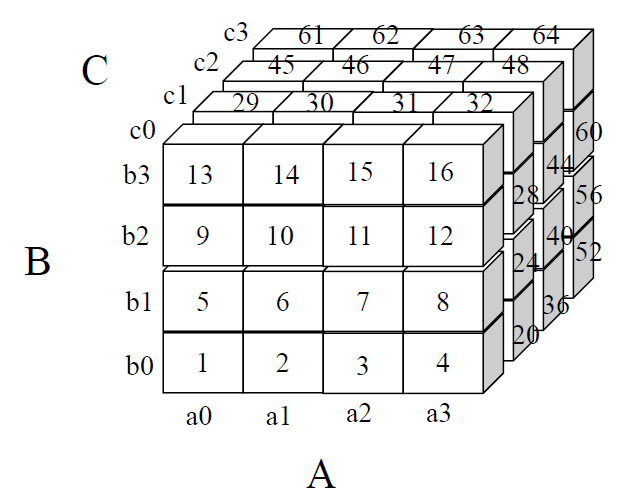 c3 61 62 63 64
C c2 45 46 47 48
c1 29 30 31 32
c0 60
b3 13 14 15 16 44
28 56
b2 9 10 11 12 40
B 24 52
b1 5 6 7 8 36
20
b0 1 2 3 4
a0 a1 a2 a3
A